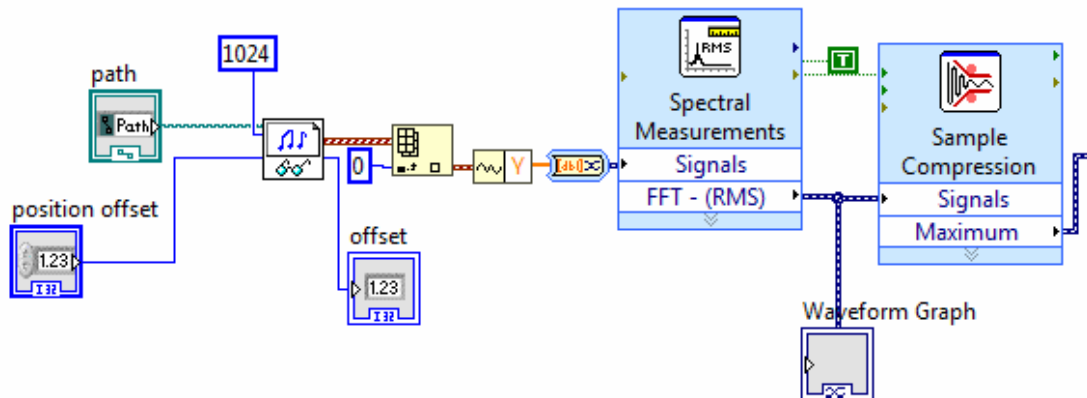 1024
path
Path
position offset
1.23
I32
offset
1.23
I32
0
Y
[dbl]
RMS
Spectral
Measurements
Signals
FFT - (RMS)
T
Sample
Compression
Signals
Maximum
Waveform Graph